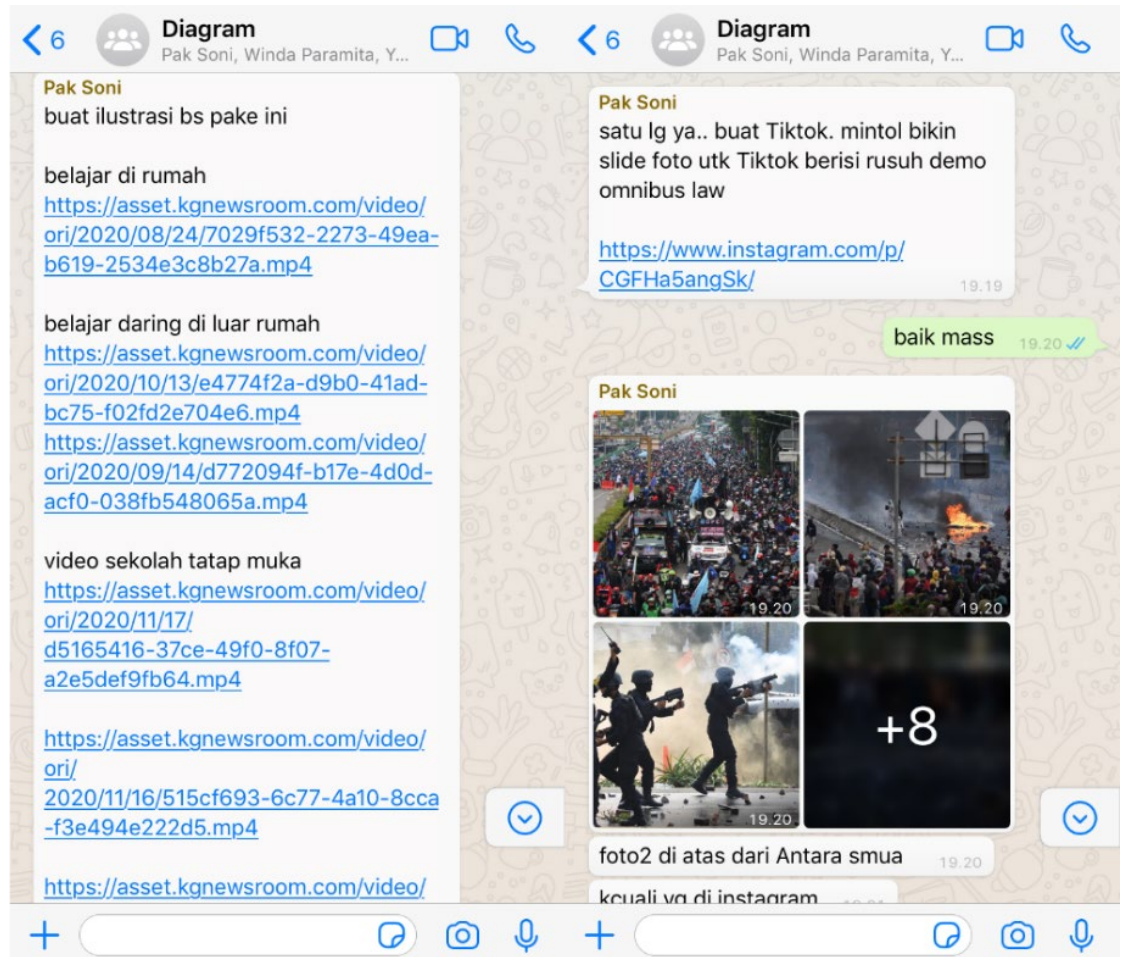 6
Diagram
Pak Soni, Winda Paramita, Y...
Pak Soni
buat ilustrasi bs pake ini
belajar di rumah
https://asset.kgnewsroom.com/video/
ori/2020/08/24/7029f532-2273-49ea-
b619-2534e3c8b27a.mp4
belajar daring di luar rumah
https://asset.kgnewsroom.com/video/
ori/2020/10/13/e4774f2a-d9b0-41ad-
bc75-f02fd2e704e6.mp4
https://asset.kgnewsroom.com/video/
ori/2020/09/14/d772094f-b17e-4d0d-
acf0-038fb548065a.mp4
video sekolah tatap muka
https://asset.kgnewsroom.com/video/
ori/2020/11/17/
d5165416-37ce-49f0-8f07-
a2e5def9fb64.mp4
https://asset.kgnewsroom.com/video/
ori/
2020/11/16/515cf693-6c77-4a10-8cca
-f3e494e222d5.mp4
https://asset.kgnewsroom.com/video/
6
Diagram
Pak Soni, Winda Paramita, Y...
Pak Soni
satu lg ya.. buat Tiktok. mintol bikin
slide foto utk Tiktok berisi rusuh demo
omnibus law
https://www.instagram.com/p/
CGFHa5angSk/
19.19
baik mass 19.20
Pak Soni
19.20
19.20
19.20
+8
foto2 di atas dari Antara smua 19.20
kcuali yg di instagram